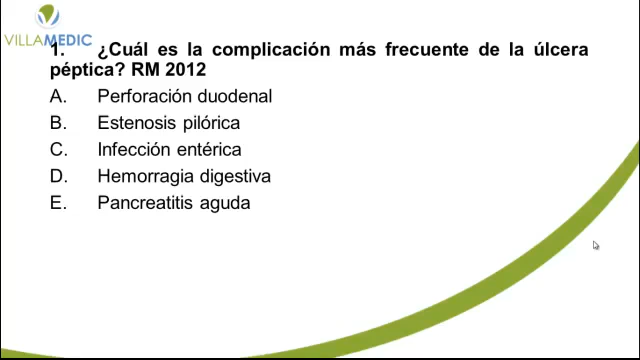 VILLAMEDIC
1. ¿Cuál es la complicación más frecuente de la úlcera
péptica? RM 2012
A. Perforación duodenal
B. Estenosis pilórica
C. Infección entérica
D. Hemorragia digestiva
E. Pancreatitis aguda